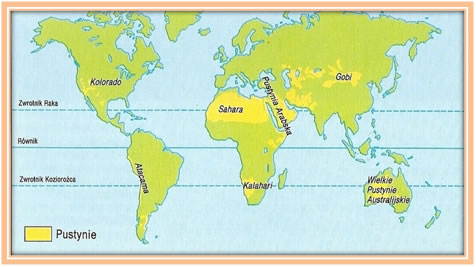 Kolorado
Gobi
Pustynia Arabska
Zwrotnik Raka
Sahara
Równik
Atacama
Zwrotnik Koziorożca
Kalahari
Wielkie
Pustynie
Australijskie
Pustynie